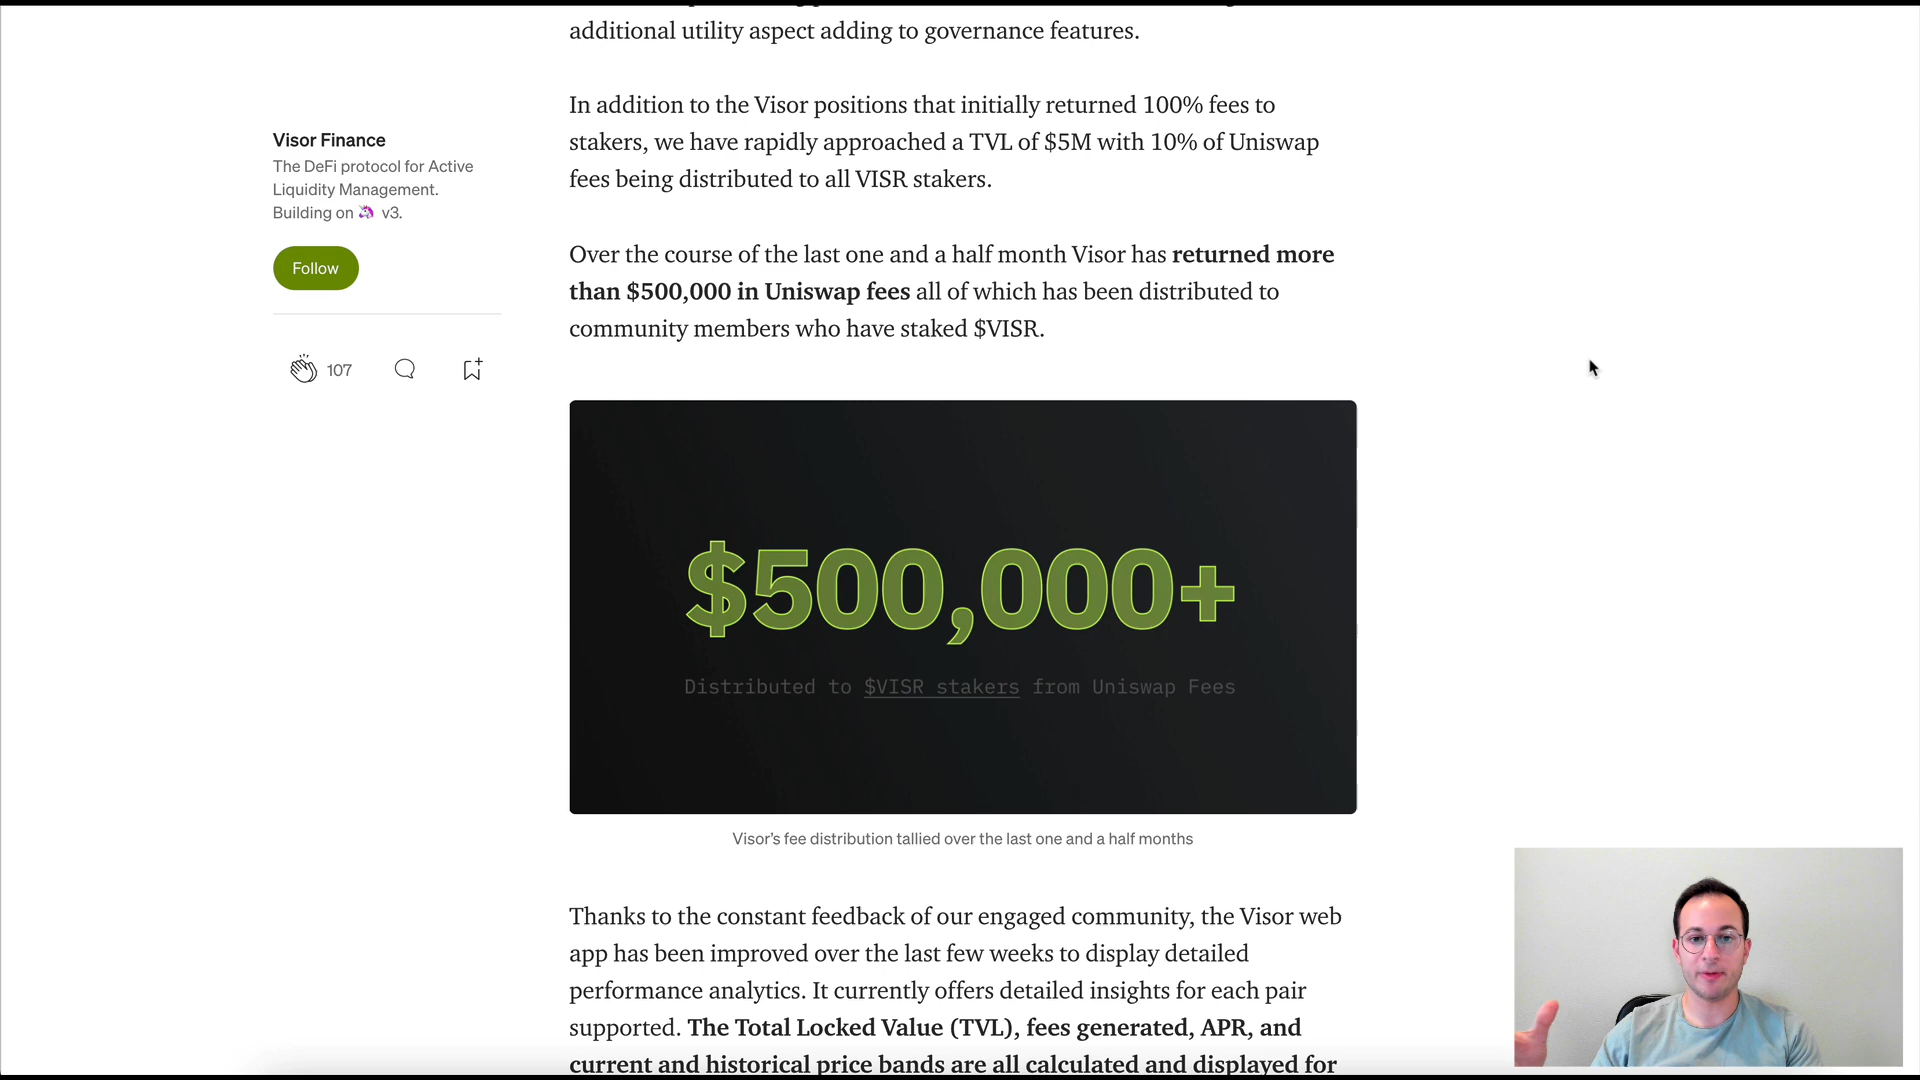 additional utility aspect adding to governance features.
In addition to the Visor positions that initially returned 100% fees to
stakers, we have rapidly approached a TVL of $5M with 10% of Uniswap
fees being distributed to all VISR stakers.
Visor Finance
The DeFi protocol for Active
Liquidity Management.
Building on 🦄 v3.
Follow
107
Over the course of the last one and a half month Visor has returned more
than $500,000 in Uniswap fees all of which has been distributed to
community members who have staked $VISR.
$500,000+
Distributed to $VISR stakers from Uniswap Fees
Visor’s fee distribution tallied over the last one and a half months
Thanks to the constant feedback of our engaged community, the Visor web
app has been improved over the last few weeks to display detailed
performance analytics. It currently offers detailed insights for each pair
supported. The Total Locked Value (TVL), fees generated, APR, and
current and historical price bands are all calculated and displayed for